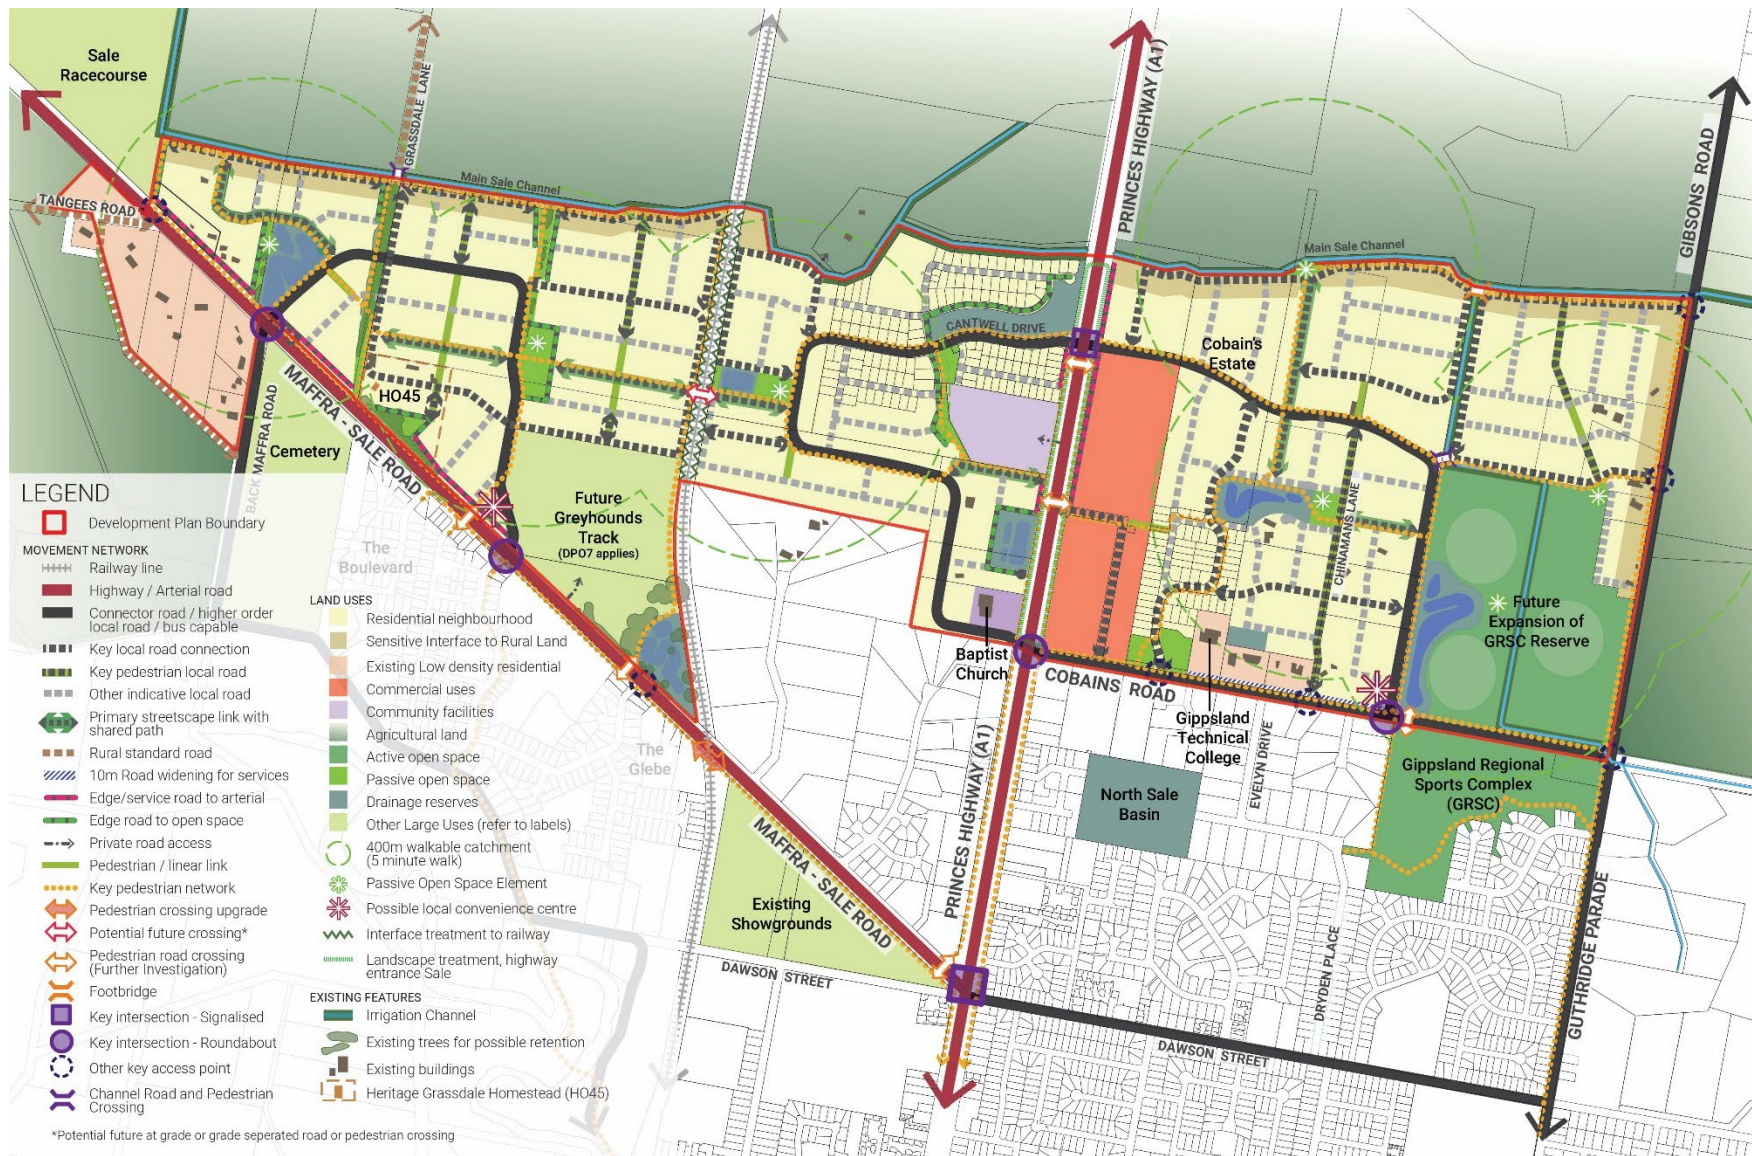 Sale
Racecourse
GRASSDALE LANE
PRINCES HIGHWAY (A1)
GIBSONS ROAD
TANGEES ROAD
Main Sale Channel
Main Sale Channel
CANTWELL DRIVE
Cobain's
Estate
HO45
MAFFRA - SALE ROAD
BACK MAFFRA ROAD
Cemetery
Future
Greyhounds
Track
(DPO7 applies)
CHINAMANS LANE
The
Boulevard
Future
Expansion of
GRSC Reserve
Baptist
Church
COBAINS ROAD
Gippsland
Technical
College
EVELYN DRIVE
The
Glebe
Gippsland Regional
Sports Complex
(GRSC)
North Sale
Basin
PRINCES HIGHWAY (A1)
MAFFRA - SALE ROAD
Existing
Showgrounds
DAWSON STREET
DRYDEN PLACE
GUTHRIDGE PARADE
DAWSON STREET
LEGEND
Development Plan Boundary
MOVEMENT NETWORK
Railway line
Highway / Arterial road
Connector road / higher order
local road / bus capable
Key local road connection
Key pedestrian local road
Other indicative local road
Primary streetscape link with
shared path
Rural standard road
10m Road widening for services
Edge/service road to arterial
Edge road to open space
Private road access
Pedestrian / linear link
Key pedestrian network
Pedestrian crossing upgrade
Potential future crossing*
Pedestrian road crossing
(Further Investigation)
Footbridge
Key intersection - Signalised
Key intersection - Roundabout
Other key access point
Channel Road and Pedestrian
Crossing
LAND USES
Residential neighbourhood
Sensitive Interface to Rural Land
Existing Low density residential
Commercial uses
Community facilities
Agricultural land
Active open space
Passive open space
Drainage reserves
Other Large Uses (refer to labels)
400m walkable catchment
(5 minute walk)
Passive Open Space Element
Possible local convenience centre
Interface treatment to railway
Landscape treatment, highway
entrance Sale
EXISTING FEATURES
Irrigation Channel
Existing trees for possible retention
Existing buildings
Heritage Grassdale Homestead (HO45)
*Potential future at grade or grade seperated road or pedestrian crossing